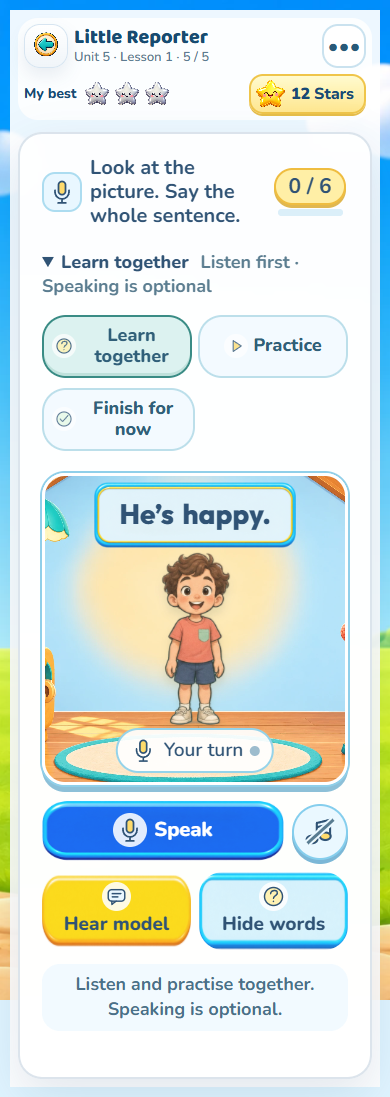 Little Reporter
Unit 5 · Lesson 1 · 5 / 5
My best
12 Stars
Look at the
picture. Say the
whole sentence.
0 / 6
▼ Learn together Listen first ·
Speaking is optional
Learn
together
Practice
Finish for
now
He’s happy.
Your turn
Speak
Hear model
Hide words
Listen and practise together.
Speaking is optional.